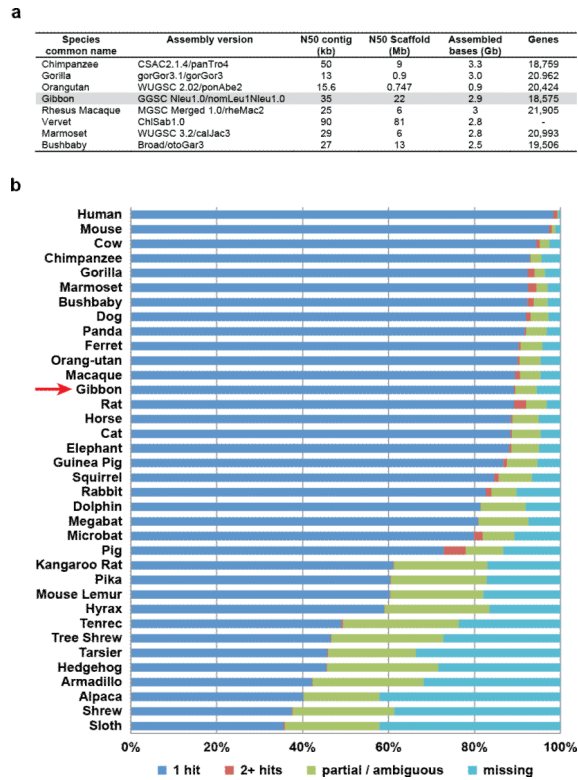 a
Species common name Assembly version N50 contig (kb) N50 Scaffold (Mb) Assembled bases (Gb) Genes
Chimpanzee CSAC2.1.4/panTro4 50 9 3.3 18,759
Gorilla gorGor3.1/gorGor3 13 0.9 3.0 20.962
Orangutan WUGSC 2.02/ponAbe2 15.6 0.747 0.9 20,424
Gibbon GGSC Nleu1.0/nomLeu1Nleu1.0 35 22 2.9 18,575
Rhesus Macaque MGSC Merged 1.0/rheMac2 25 6 3 21,905
Vervet ChlSab1.0 90 81 2.8 -
Marmoset WUGSC 3.2/calJac3 29 6 2.8 20,993
Bushbaby Broad/otoGar3 27 13 2.5 19,506
b
Human
Mouse
Cow
Chimpanzee
Gorilla
Marmoset
Bushbaby
Dog
Panda
Ferret
Orang-utan
Macaque
Gibbon
Rat
Horse
Cat
Elephant
Guinea Pig
Squirrel
Rabbit
Dolphin
Megabat
Microbat
Pig
Kangaroo Rat
Pika
Mouse Lemur
Hyrax
Tenrec
Tree Shrew
Tarsier
Hedgehog
Armadillo
Alpaca
Shrew
Sloth
0% 20% 40% 60% 80% 100%
1 hit 2+ hits partial / ambiguous missing